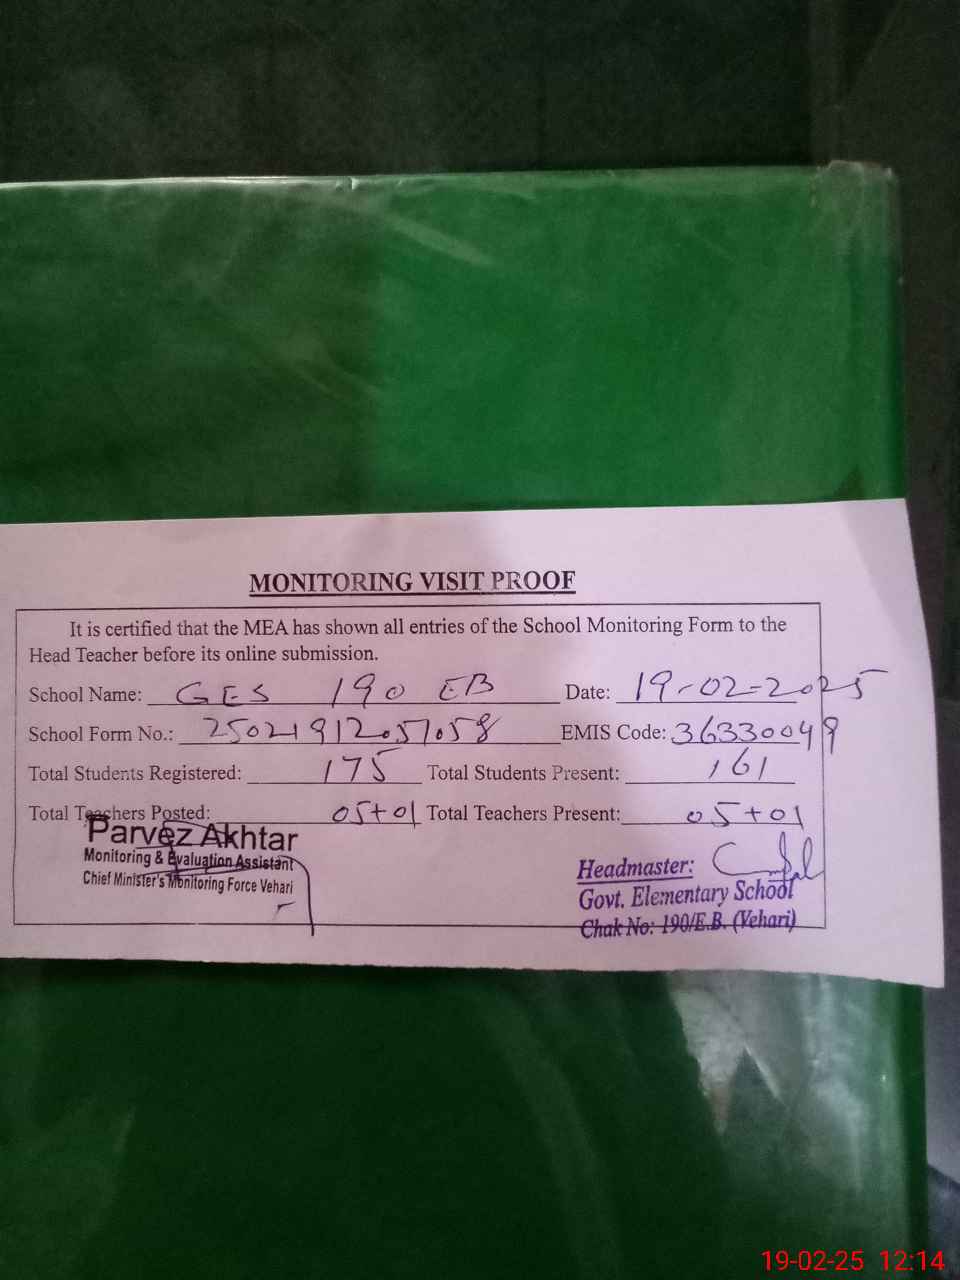 MONITORING VISIT PROOF
It is certified that the MEA has shown all entries of the School Monitoring Form to the
Head Teacher before its online submission.
School Name: GES 190 EB Date: 19-02-2025
School Form No.: 25021912057058 EMIS Code: 36330049
Total Students Registered: 175 Total Students Present: 161
Total Teachers Posted: 05+01 Total Teachers Present: 05+01
Parvez Akhtar
Monitoring & Evaluation Assistant
Chief Minister's Monitoring Force Vehari
Headmaster:
Govt. Elementary School
Chak No: 190/E.B. (Vehari)
19-02-25 12:14